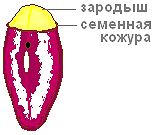 зародыш
семенная
кожура